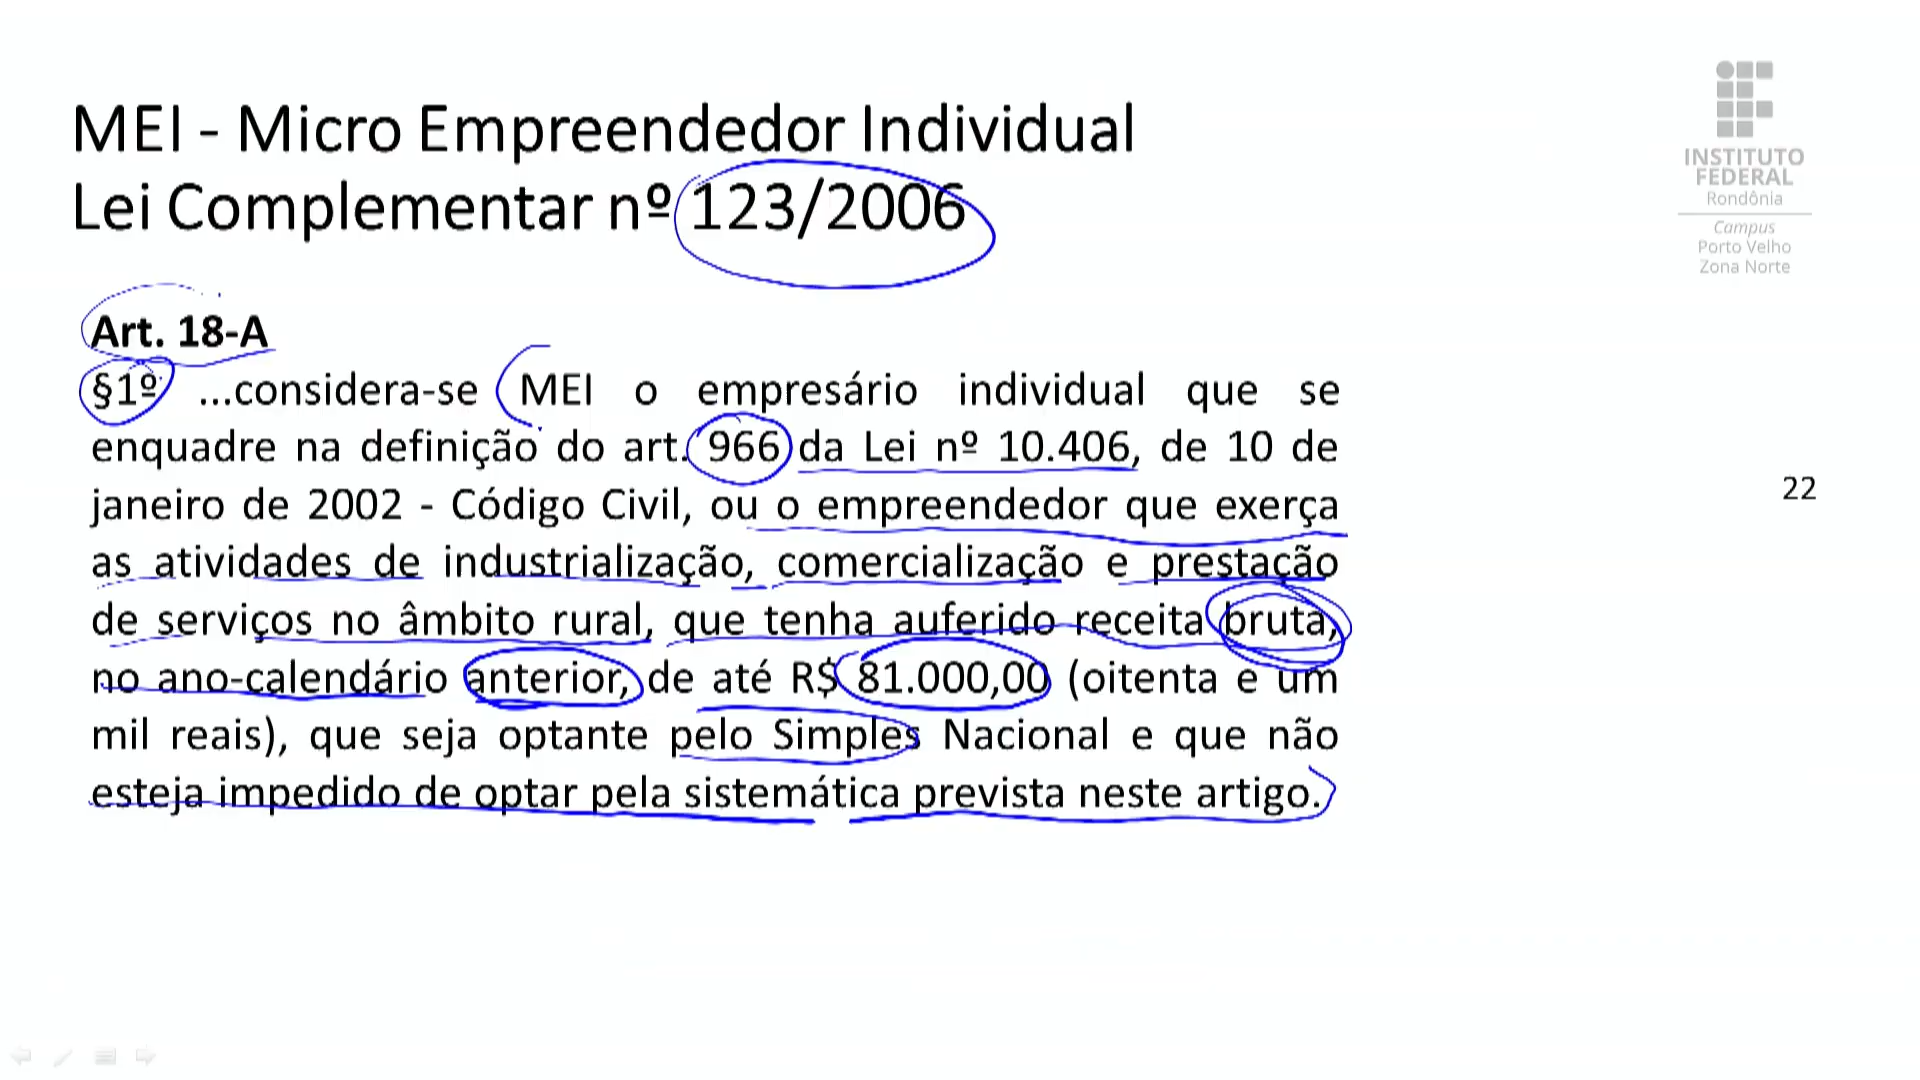 MEI - Micro Empreendedor Individual
Lei Complementar nº 123/2006
INSTITUTO
FEDERAL
Rondônia
Campus
Porto Velho
Zona Norte
Art. 18-A
§1º ...considera-se MEI o empresário individual que se
enquadre na definição do art. 966 da Lei nº 10.406, de 10 de
janeiro de 2002 - Código Civil, ou o empreendedor que exerça
as atividades de industrialização, comercialização e prestação
de serviços no âmbito rural, que tenha auferido receita bruta,
no ano-calendário anterior, de até R$ 81.000,00 (oitenta e um
mil reais), que seja optante pelo Simples Nacional e que não
esteja impedido de optar pela sistemática prevista neste artigo.
22